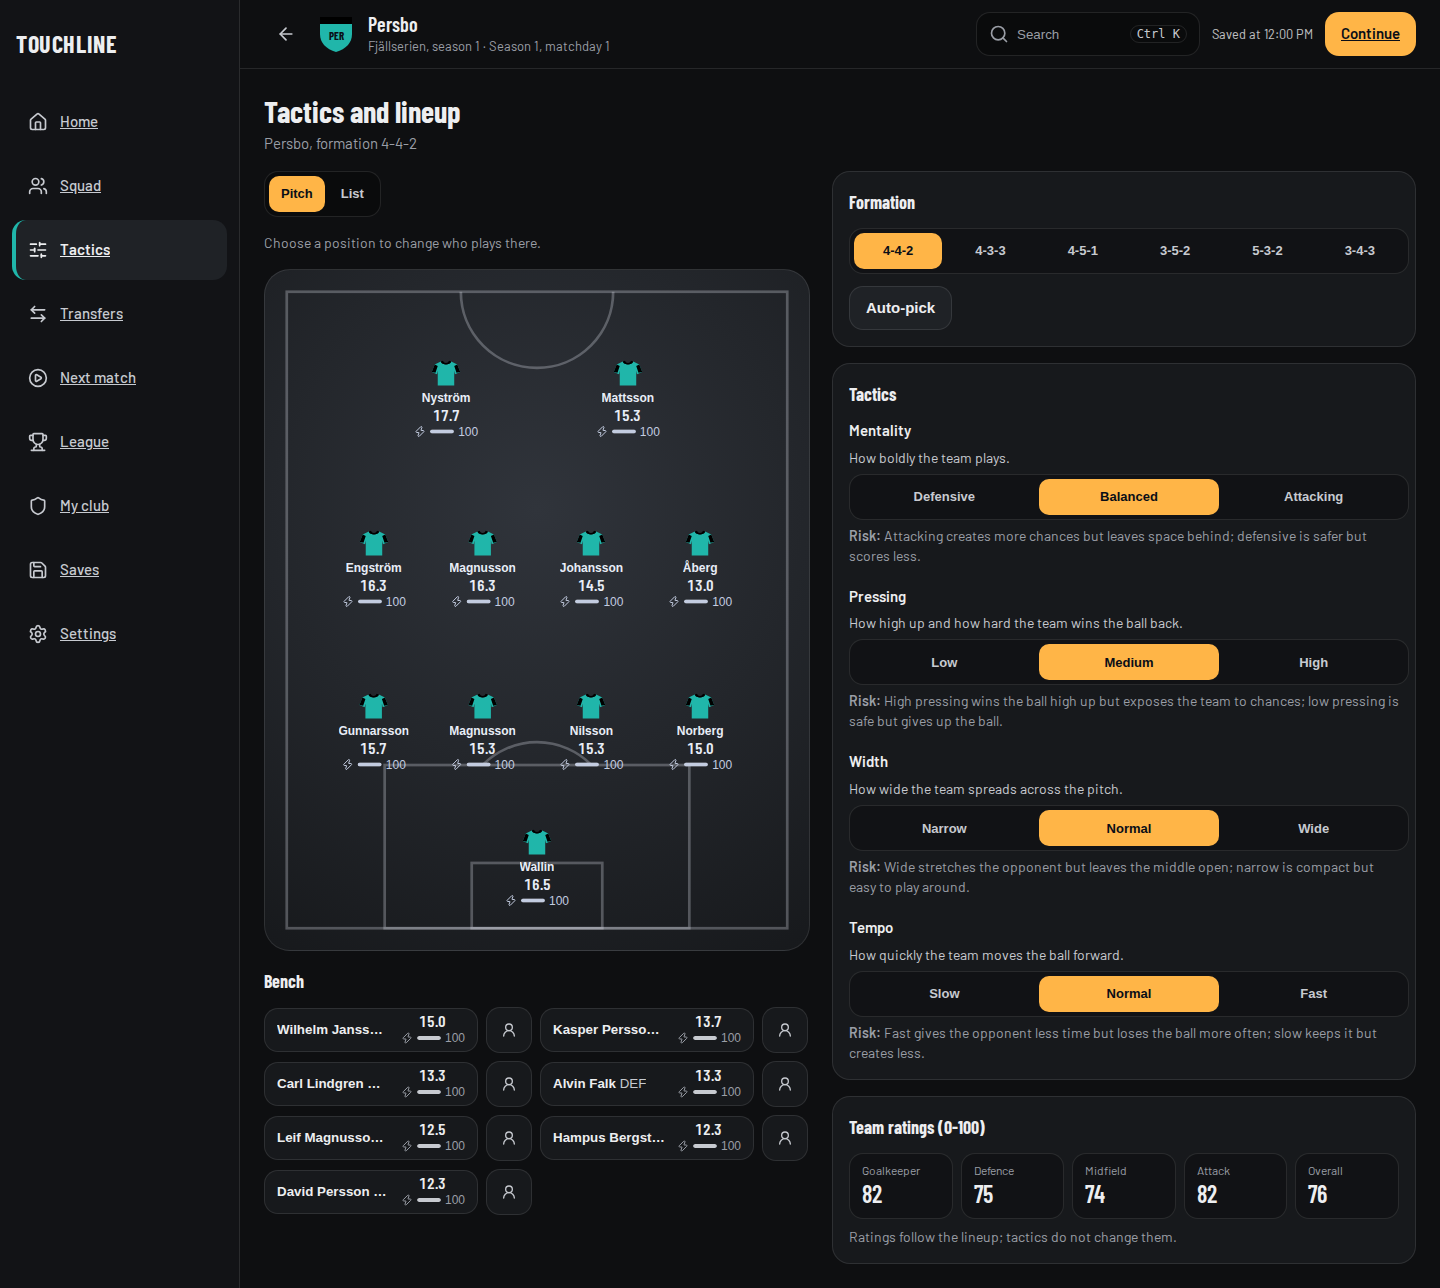 TOUCHLINE
Home
Squad
Tactics
Transfers
Next match
League
My club
Saves
Settings
PER
Persbo
Fjällserien, season 1 · Season 1, matchday 1
Search
Ctrl K
Saved at 12:00 PM
Continue
Tactics and lineup
Persbo, formation 4-4-2
Pitch List
Choose a position to change who plays there.
Nyström Mattsson
17.7 15.3
100 100
Engström Magnusson Johansson Åberg
16.3 16.3 14.5 13.0
100 100 100 100
Gunnarsson Magnusson Nilsson Norberg
15.7 15.3 15.3 15.0
100 100 100 100
Wallin
16.5
100
Bench
Wilhelm Janss... 15.0 100
Kasper Persso... 13.7 100
Carl Lindgren ... 13.3 100
Alvin Falk DEF 13.3 100
Leif Magnusso... 12.5 100
Hampus Bergst... 12.3 100
David Persson ... 12.3 100
Formation
4-4-2 4-3-3 4-5-1 3-5-2 5-3-2 3-4-3
Auto-pick
Tactics
Mentality
How boldly the team plays.
Defensive Balanced Attacking
Risk: Attacking creates more chances but leaves space behind; defensive is safer but
scores less.
Pressing
How high up and how hard the team wins the ball back.
Low Medium High
Risk: High pressing wins the ball high up but exposes the team to chances; low pressing is
safe but gives up the ball.
Width
How wide the team spreads across the pitch.
Narrow Normal Wide
Risk: Wide stretches the opponent but leaves the middle open; narrow is compact but
easy to play around.
Tempo
How quickly the team moves the ball forward.
Slow Normal Fast
Risk: Fast gives the opponent less time but loses the ball more often; slow keeps it but
creates less.
Team ratings (0-100)
Goalkeeper Defence Midfield Attack Overall
82 75 74 82 76
Ratings follow the lineup; tactics do not change them.